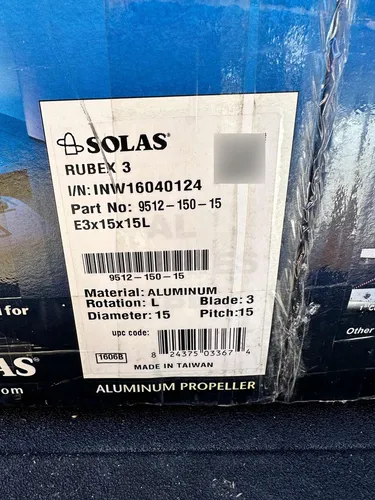 SOLAS
RUBEX 3
I/N: INW16040124
Part No: 9512-150-15
E3x15x15L
9512-150-15
Material: ALUMINUM
Rotation: L Blade: 3
Diameter: 15 Pitch: 15
upc code:
8 24375 03367 4
1606B
MADE IN TAIWAN
ALUMINUM PROPELLER
for
Other
.com